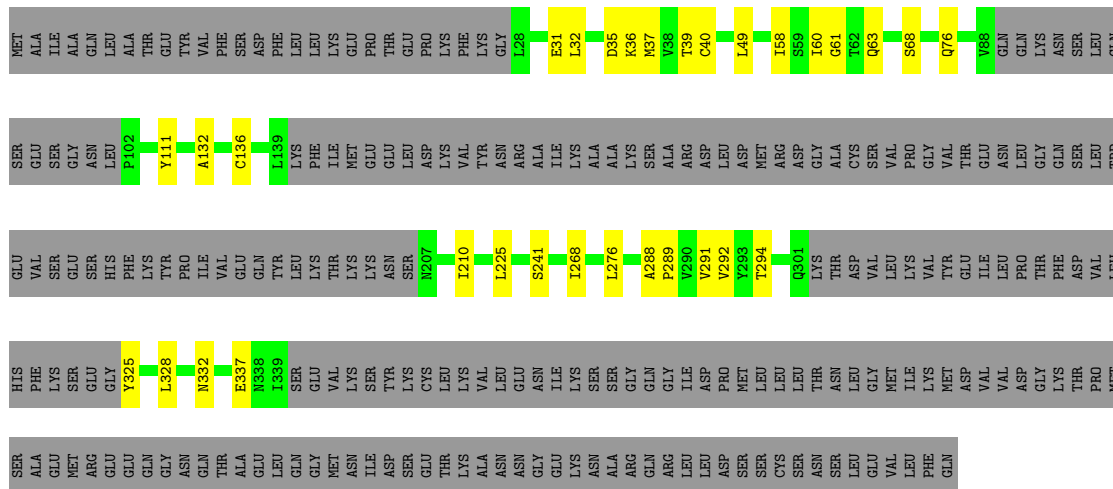 MET ALA ILE ALA GLN LEU ALA THR GLU TYR VAL PHE SER ASP PHE LEU LEU LYS GLU PRO THR GLU PRO LYS PHE LYS GLY L28 E31 L32 D35 K36 M37 V38 T39 C40 L49 I58 S59 I60 G61 T62 Q63 S68 Q76 V88 GLN GLN LYS ASN SER LEU GLN
SER GLU SER GLY ASN LEU P102 Y111 A132 C136 L139 LYS PHE ILE MET GLU GLU LEU ASP LYS VAL TYR ASN ARG ALA ILE LYS ALA ALA LYS SER ALA ARG ASP LEU ASP MET ARG ASP GLY ALA CYS SER VAL PRO GLY VAL THR GLU ASN LEU GLY GLN SER LEU
GLU VAL SER GLU SER HIS PHE LYS TYR PRO ILE VAL GLU GLN TYR LEU LYS THR LYS LYS ASN SER N207 I210 L225 S241 I268 L276 A288 P289 V290 V291 V292 Y293 T294 Q301 LYS THR ASP VAL LEU LYS VAL TYR GLU ILE LEU PRO THR PHE ASP VAL LEU
HIS PHE LYS SER GLU GLY Y325 L328 N332 E337 N338 I339 SER GLU VAL LYS SER TYR LYS CYS LEU LYS VAL LEU GLU ASN ILE LYS SER SER GLY GLN GLY ILE ASP PRO MET LEU LEU LEU THR ASN LEU GLY MET ILE LYS MET ASP VAL VAL ASP GLY LYS THR PRO MET
SER ALA GLU MET ARG GLU GLU GLN GLY ASN GLN THR ALA GLU LEU GLN GLY MET ASN ILE ASP SER GLU THR LYS ALA ASN ASN GLY GLU LYS ASN ALA ARG GLN ARG LEU LEU ASP SER SER CYS SER ASN SER LEU GLU VAL LEU PHE GLN